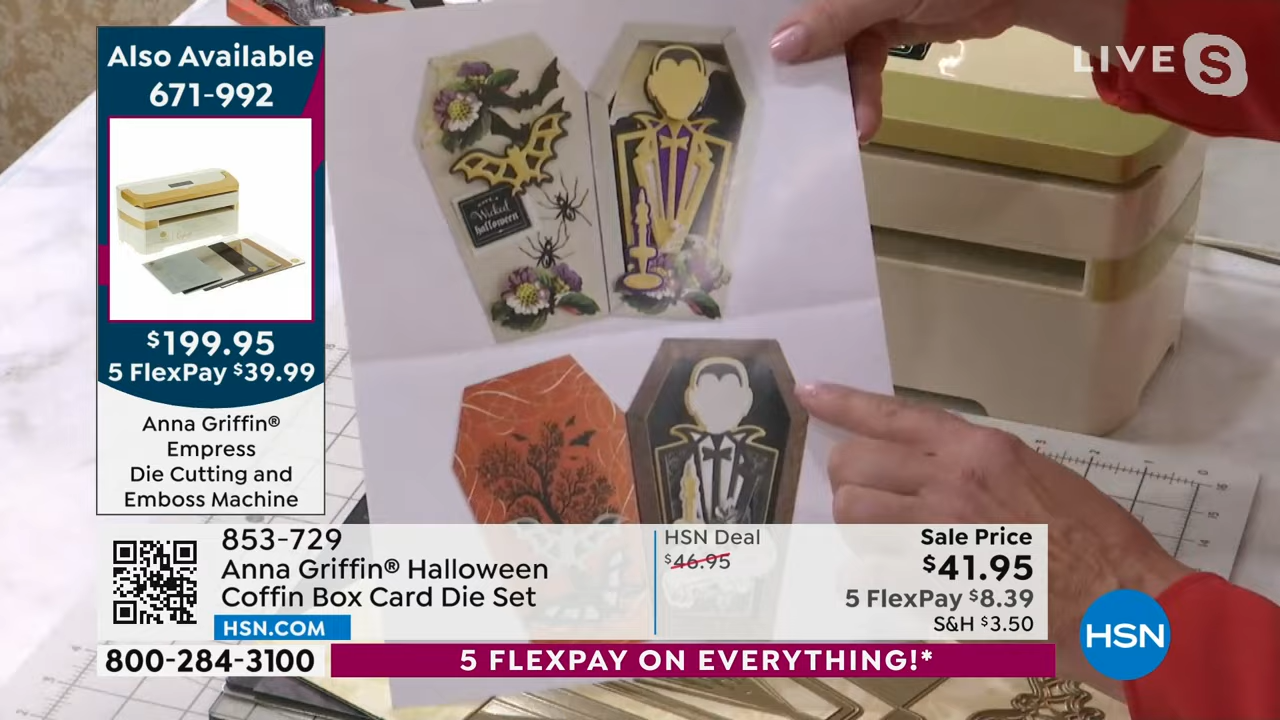 Also Available
671-992
$199.95
5 FlexPay $39.99
Anna Griffin®
Empress
Die Cutting and
Emboss Machine
LIVE S
Wicked
halloween
853-729
Anna Griffin® Halloween
Coffin Box Card Die Set
HSN.COM
HSN Deal
$46.95
Sale Price
$41.95
5 FlexPay $8.39
S&H $3.50
HSN
800-284-3100
5 FLEXPAY ON EVERYTHING!*